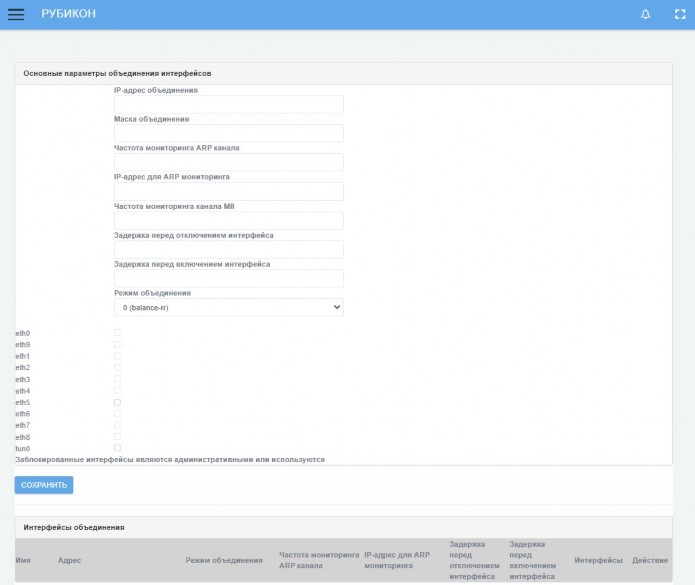 РУБИКОН
Основные параметры объединения интерфейсов
IP-адрес объединения
Маска объединения
Частота мониторинга ARP канала
IP-адрес для ARP мониторинга
Частота мониторинга канала MII
Задержка перед отключением интерфейса
Задержка перед включением интерфейса
Режим объединения
0 (balance-rr)
eth0
eth9
eth1
eth2
eth3
eth4
eth5
eth6
eth7
eth8
tun0
Заблокированные интерфейсы являются административными или используются
СОХРАНИТЬ
Интерфейсы объединения
Имя Адрес Режим объединения Частота мониторинга ARP канала IP-адрес для ARP мониторинга Задержка перед отключением интерфейса Задержка перед включением интерфейса Интерфейсы Действие